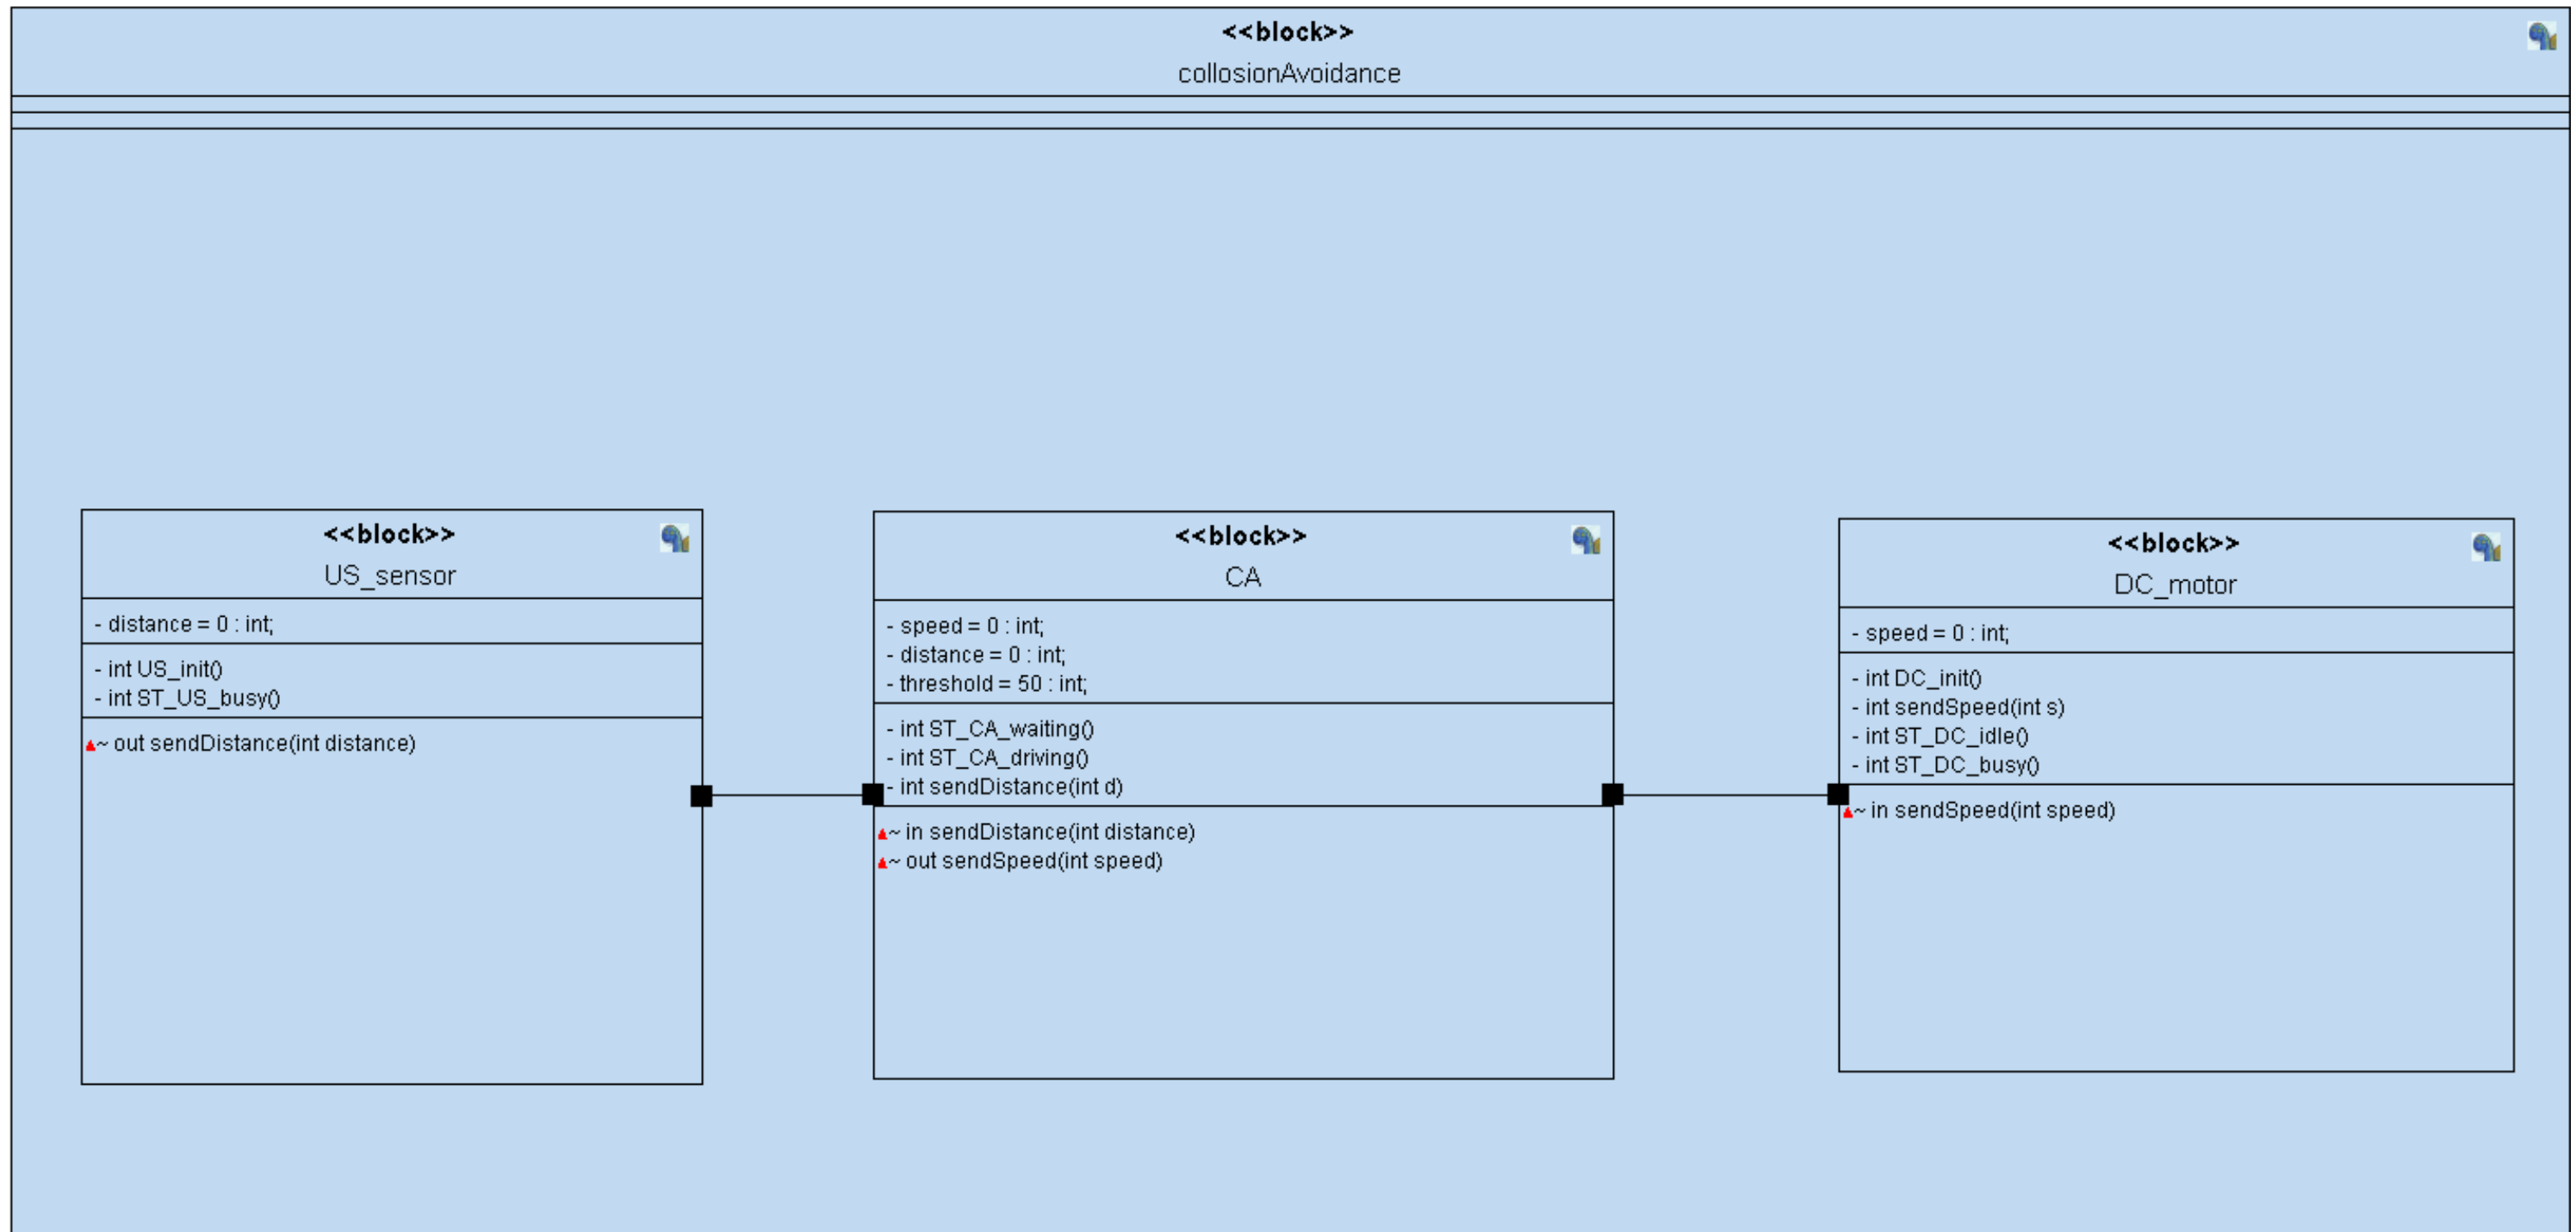 <<block>>
collosionAvoidance
<<block>>
US_sensor
- distance = 0 : int;
- int US_init()
- int ST_US_busy()
~ out sendDistance(int distance)
<<block>>
CA
- speed = 0 : int;
- distance = 0 : int;
- threshold = 50 : int;
- int ST_CA_waiting()
- int ST_CA_driving()
- int sendDistance(int d)
~ in sendDistance(int distance)
~ out sendSpeed(int speed)
<<block>>
DC_motor
- speed = 0 : int;
- int DC_init()
- int sendSpeed(int s)
- int ST_DC_idle()
- int ST_DC_busy()
~ in sendSpeed(int speed)